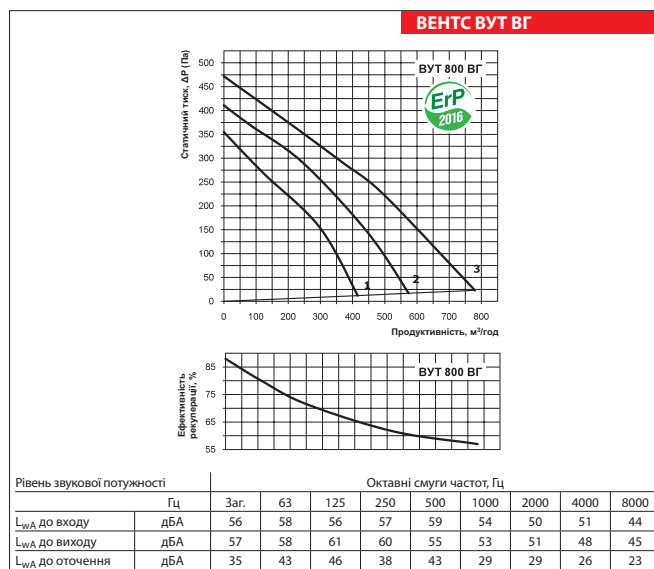 ВЕНТС ВУТ ВГ
Статичний тиск, ΔP (Па)
500
450
400
350
300
250
200
150
100
50
0
ВУТ 800 ВГ
ErP
2016
1
2
3
0 100 200 300 400 500 600 700 800
Продуктивність, м³/год
Ефективність
рекуперації, %
85
75
65
55
ВУТ 800 ВГ
Рівень звукової потужності Октавні смуги частот, Гц
Гц Заг. 63 125 250 500 1000 2000 4000 8000
LwA до входу дБА 56 58 56 57 59 54 50 51 44
LwA до виходу дБА 57 58 61 60 55 53 51 48 45
LwA до оточення дБА 35 43 46 38 43 29 29 26 23